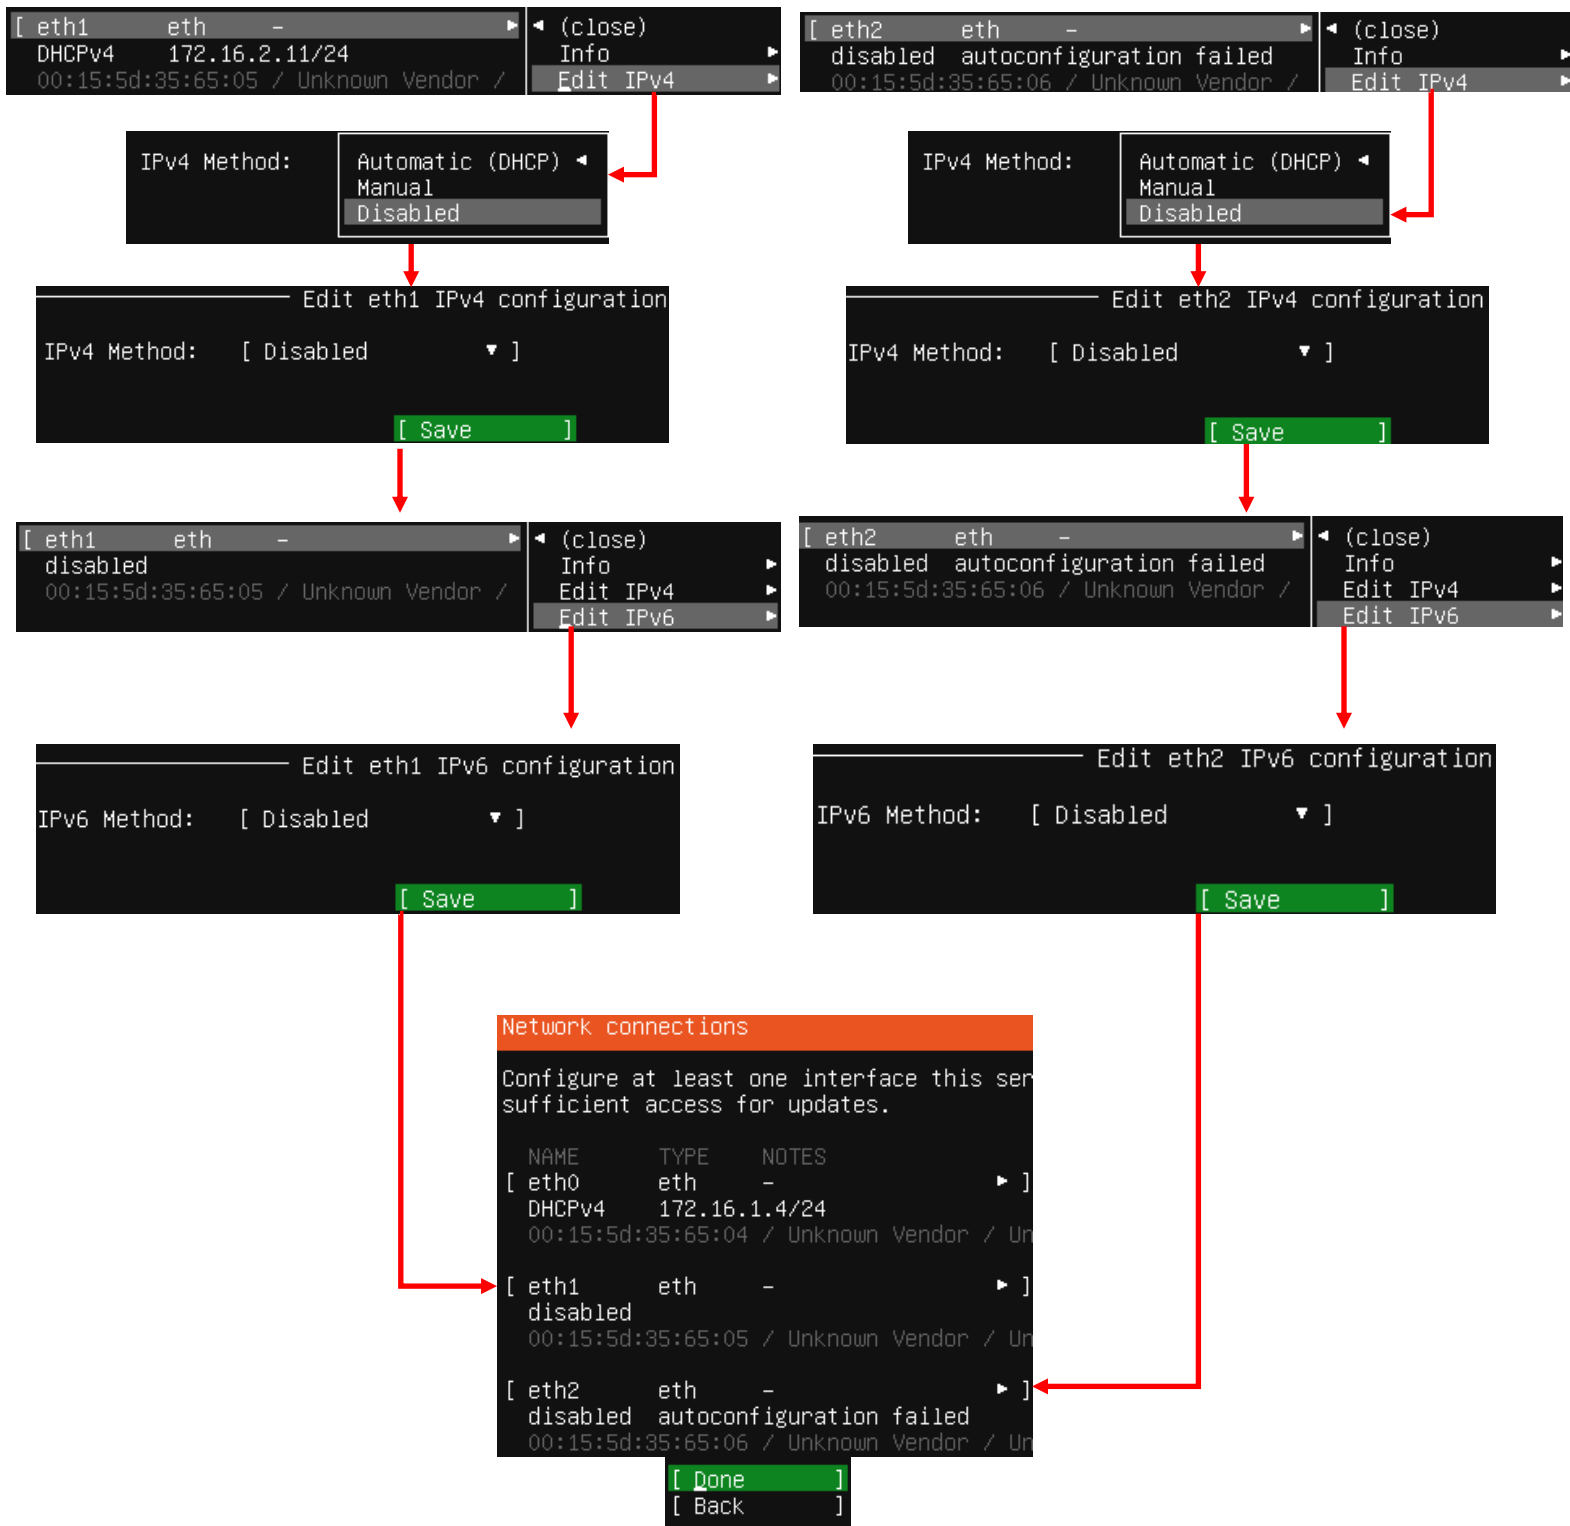 [ eth1 eth - ▸
DHCPv4 172.16.2.11/24
00:15:5d:35:65:05 / Unknown Vendor /
◂ (close)
Info ▸
Edit IPv4 ▸
IPv4 Method:
Automatic (DHCP) ◂
Manual
Disabled
Edit eth1 IPv4 configuration
IPv4 Method: [ Disabled ▾ ]
[ Save ]
[ eth1 eth - ▸
disabled
00:15:5d:35:65:05 / Unknown Vendor /
◂ (close)
Info ▸
Edit IPv4 ▸
Edit IPv6 ▸
Edit eth1 IPv6 configuration
IPv6 Method: [ Disabled ▾ ]
[ Save ]
[ eth2 eth - ▸
disabled autoconfiguration failed
00:15:5d:35:65:06 / Unknown Vendor /
◂ (close)
Info ▸
Edit IPv4 ▸
IPv4 Method:
Automatic (DHCP) ◂
Manual
Disabled
Edit eth2 IPv4 configuration
IPv4 Method: [ Disabled ▾ ]
[ Save ]
[ eth2 eth - ▸
disabled autoconfiguration failed
00:15:5d:35:65:06 / Unknown Vendor /
◂ (close)
Info ▸
Edit IPv4 ▸
Edit IPv6 ▸
Edit eth2 IPv6 configuration
IPv6 Method: [ Disabled ▾ ]
[ Save ]
Network connections
Configure at least one interface this ser
sufficient access for updates.
NAME TYPE NOTES
[ eth0 eth - ▸ ]
DHCPv4 172.16.1.4/24
00:15:5d:35:65:04 / Unknown Vendor / Un
[ eth1 eth - ▸ ]
disabled
00:15:5d:35:65:05 / Unknown Vendor / Un
[ eth2 eth - ▸ ]
disabled autoconfiguration failed
00:15:5d:35:65:06 / Unknown Vendor / Un
[ Done ]
[ Back ]